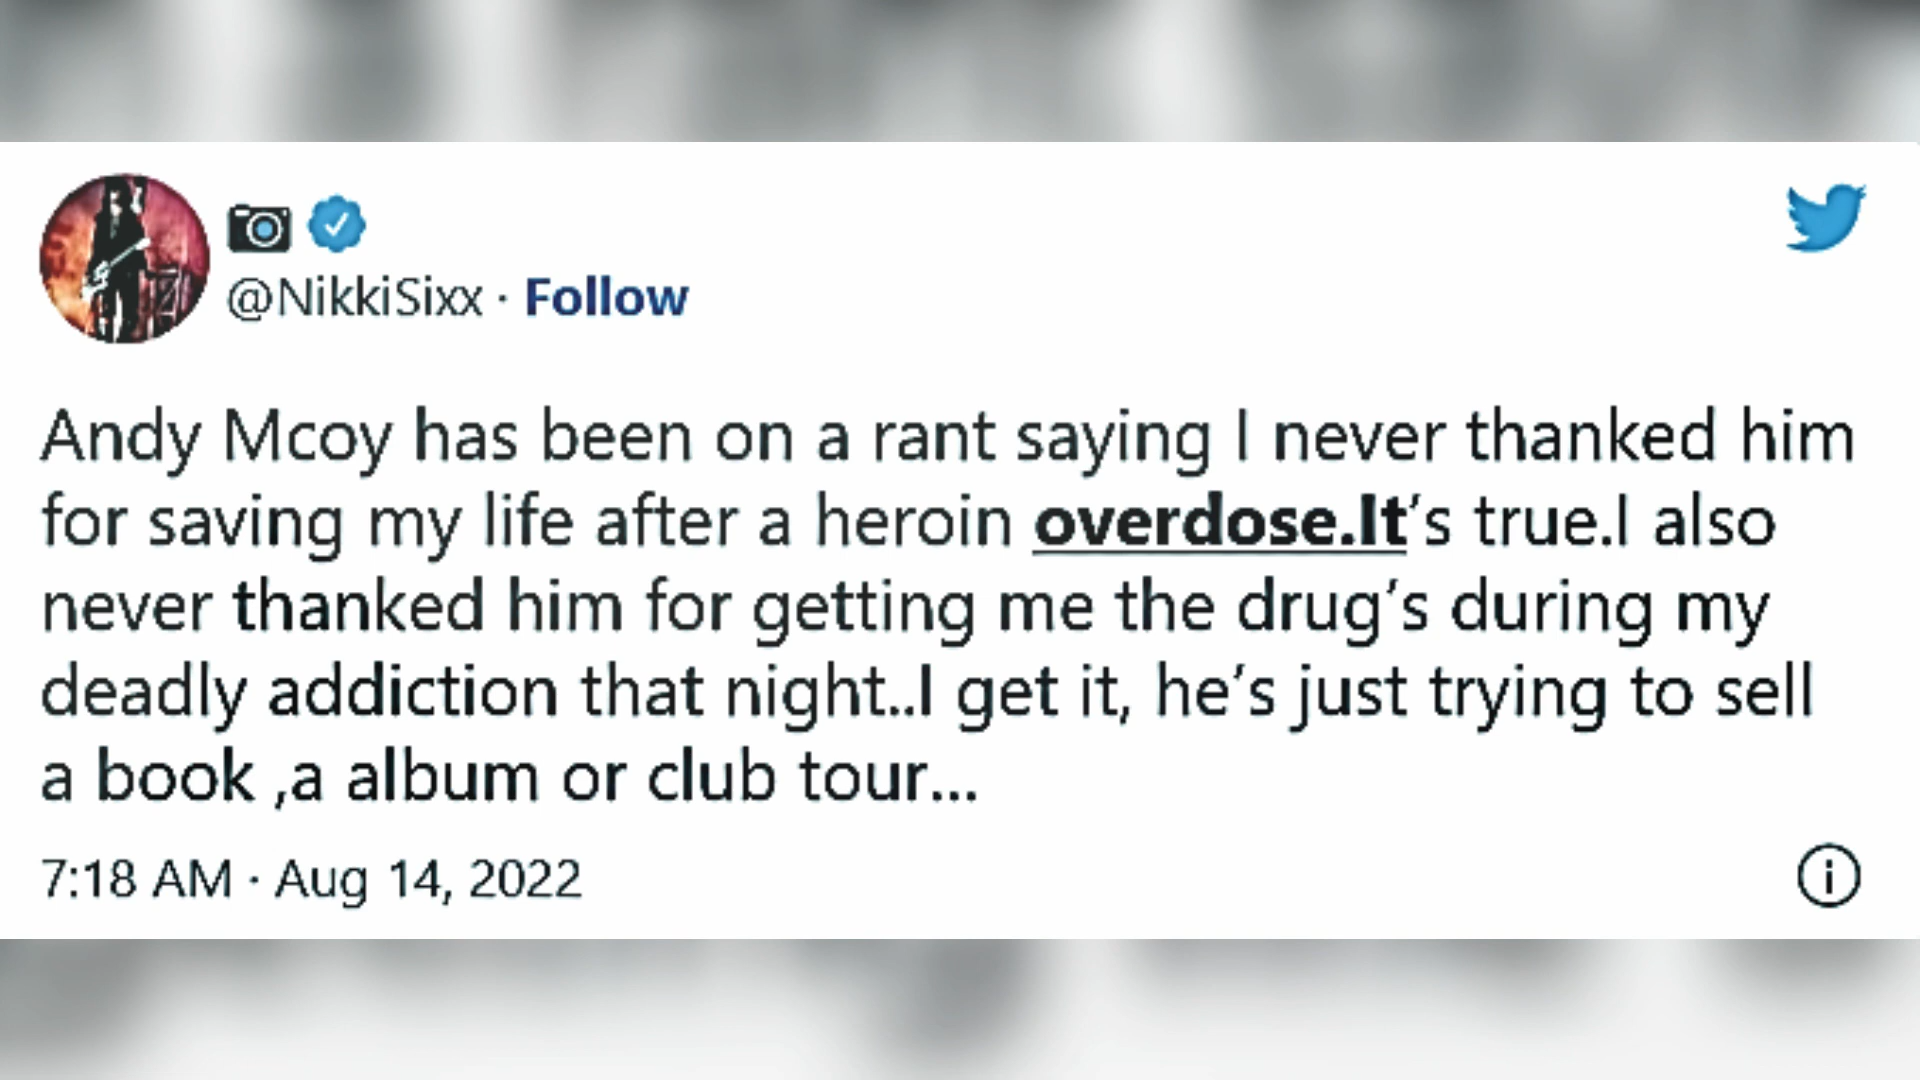 @NikkiSixx · Follow
Andy Mcoy has been on a rant saying I never thanked him
for saving my life after a heroin overdose.It’s true.I also
never thanked him for getting me the drug’s during my
deadly addiction that night..I get it, he’s just trying to sell
a book ,a album or club tour...
7:18 AM · Aug 14, 2022